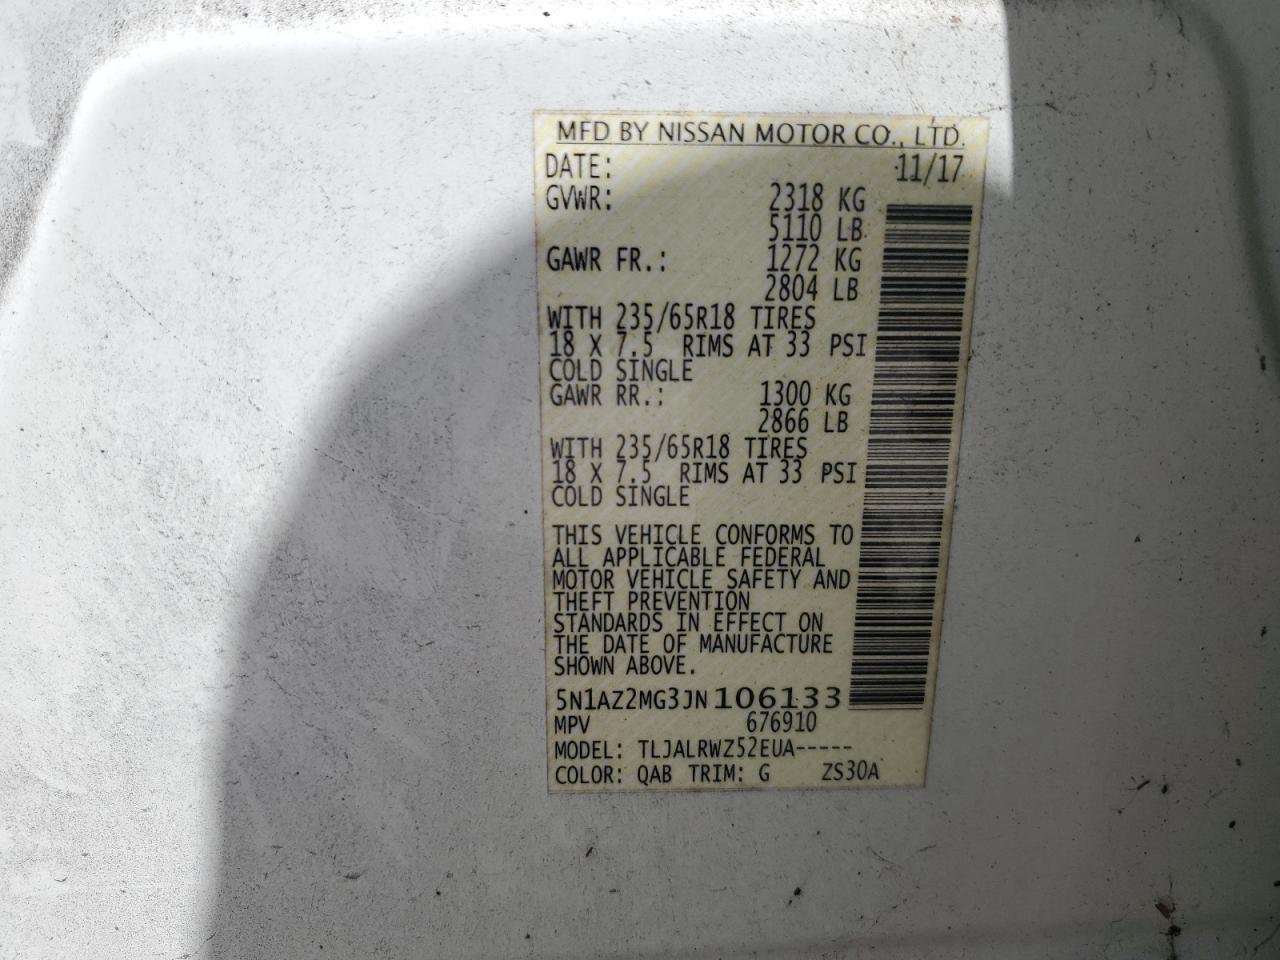 MFD BY NISSAN MOTOR CO., LTD.
DATE: 11/17
GVWR: 2318 KG
5110 LB
GAWR FR.: 1272 KG
2804 LB
WITH 235/65R18 TIRES
18 X 7.5 RIMS AT 33 PSI
COLD SINGLE
GAWR RR.: 1300 KG
2866 LB
WITH 235/65R18 TIRES
18 X 7.5 RIMS AT 33 PSI
COLD SINGLE
THIS VEHICLE CONFORMS TO
ALL APPLICABLE FEDERAL
MOTOR VEHICLE SAFETY AND
THEFT PREVENTION
STANDARDS IN EFFECT ON
THE DATE OF MANUFACTURE
SHOWN ABOVE.
5N1AZ2MG3JN106133
MPV 676910
MODEL: TLJALRWZ52EUA-----
COLOR: QAB TRIM: G ZS30A